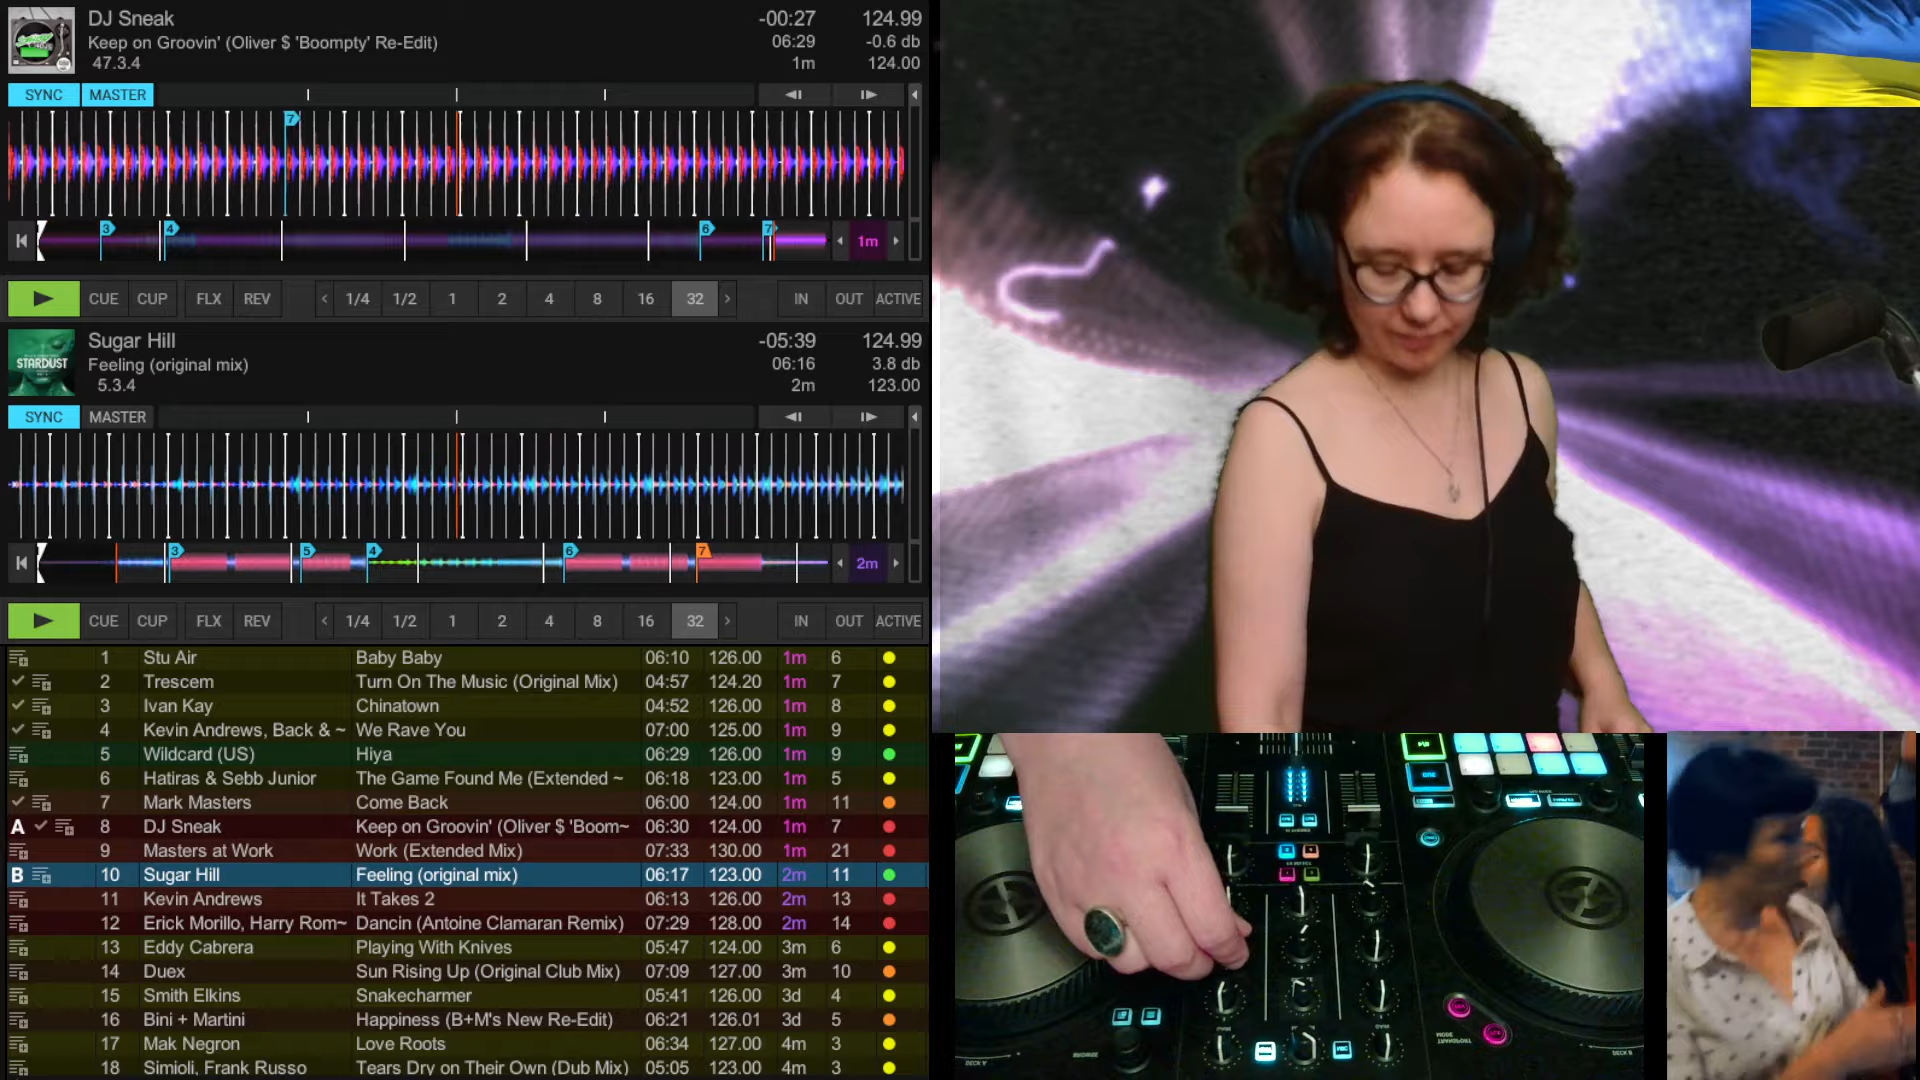 DJ Sneak -00:27 124.99
Keep on Groovin' (Oliver $ 'Boompty' Re-Edit) 06:29 -0.6 db
47.3.4 1m 124.00
SYNC MASTER
7
3 4 6 7 1m
CUE CUP FLX REV 1/4 1/2 1 2 4 8 16 32 IN OUT ACTIVE
Sugar Hill -05:39 124.99
STARDUST
Feeling (original mix) 06:16 3.8 db
5.3.4 2m 123.00
SYNC MASTER
3 5 4 6 7 2m
CUE CUP FLX REV 1/4 1/2 1 2 4 8 16 32 IN OUT ACTIVE
1 Stu Air Baby Baby 06:10 126.00 1m 6
2 Trescem Turn On The Music (Original Mix) 04:57 124.20 1m 7
3 Ivan Kay Chinatown 04:52 126.00 1m 8
4 Kevin Andrews, Back & ~ We Rave You 07:00 125.00 1m 9
5 Wildcard (US) Hiya 06:29 126.00 1m 9
6 Hatiras & Sebb Junior The Game Found Me (Extended ~ 06:18 123.00 1m 5
7 Mark Masters Come Back 06:00 124.00 1m 11
A 8 DJ Sneak Keep on Groovin' (Oliver $ 'Boom~ 06:30 124.00 1m 7
9 Masters at Work Work (Extended Mix) 07:33 130.00 1m 21
B 10 Sugar Hill Feeling (original mix) 06:17 123.00 2m 11
11 Kevin Andrews It Takes 2 06:13 126.00 2m 13
12 Erick Morillo, Harry Rom~ Dancin (Antoine Clamaran Remix) 07:29 128.00 2m 14
13 Eddy Cabrera Playing With Knives 05:47 124.00 3m 6
14 Duex Sun Rising Up (Original Club Mix) 07:09 127.00 3m 10
15 Smith Elkins Snakecharmer 05:41 126.00 3d 4
16 Bini + Martini Happiness (B+M's New Re-Edit) 06:21 126.01 3d 5
17 Mak Negron Love Roots 06:34 127.00 4m 3
18 Simioli, Frank Russo Tears Dry on Their Own (Dub Mix) 05:05 123.00 4m 3